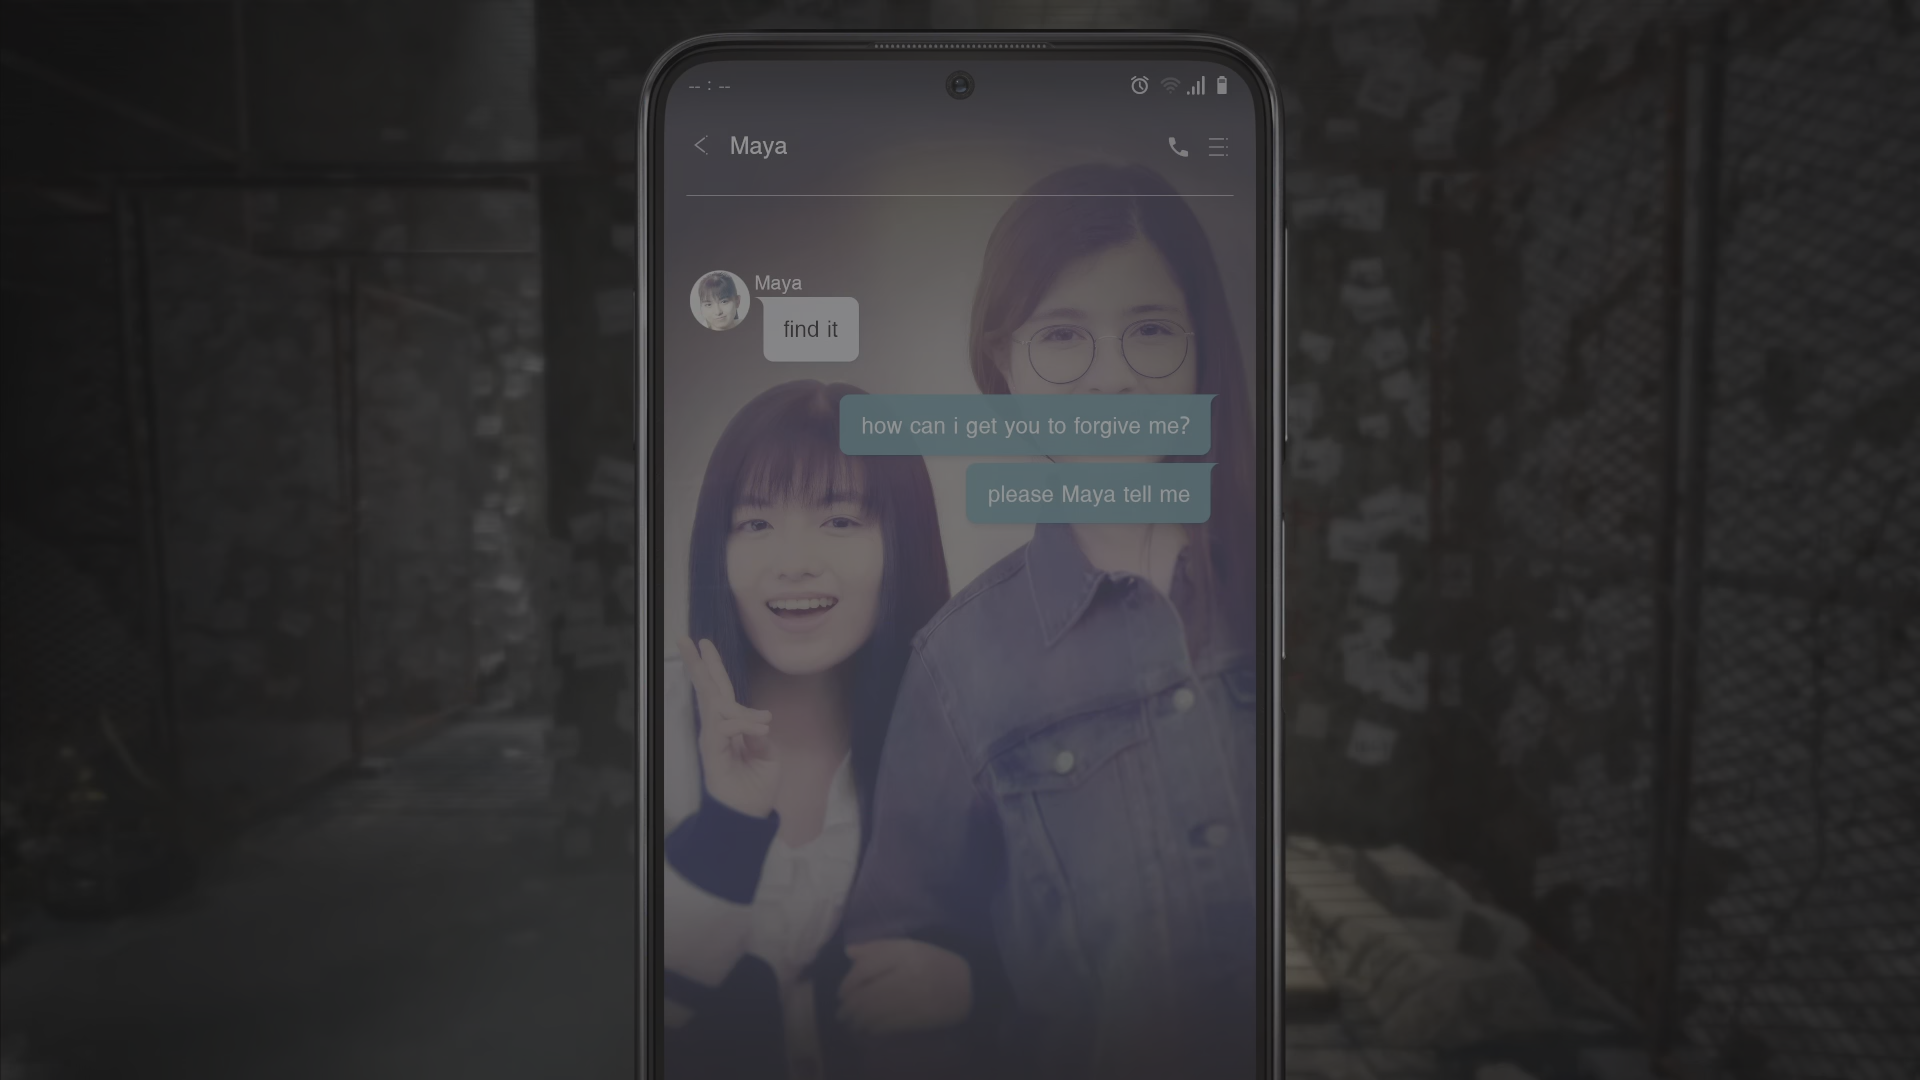 -- : --
Maya
Maya
find it
how can i get you to forgive me?
please Maya tell me